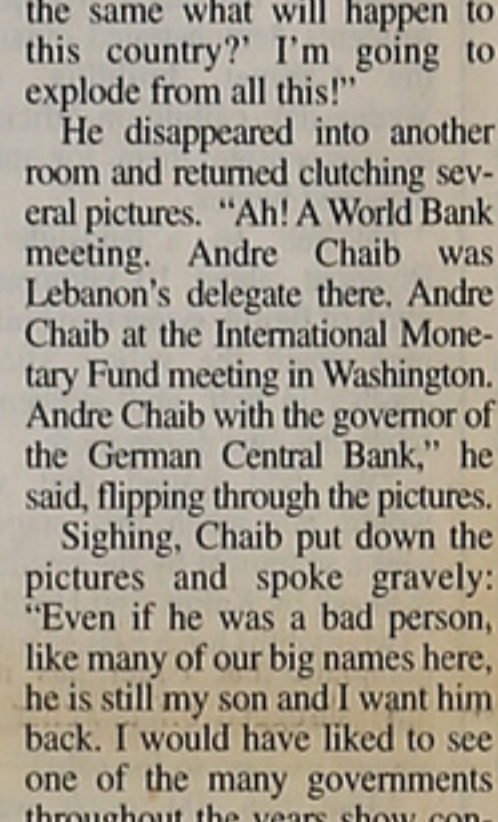 the same what will happen to
this country?' I'm going to
explode from all this!"
He disappeared into another
room and returned clutching sev-
eral pictures. "Ah! A World Bank
meeting. Andre Chaib was
Lebanon's delegate there. Andre
Chaib at the International Mone-
tary Fund meeting in Washington.
Andre Chaib with the governor of
the German Central Bank," he
said, flipping through the pictures.
Sighing, Chaib put down the
pictures and spoke gravely:
"Even if he was a bad person,
like many of our big names here,
he is still my son and I want him
back. I would have liked to see
one of the many governments
throughout the years show con-